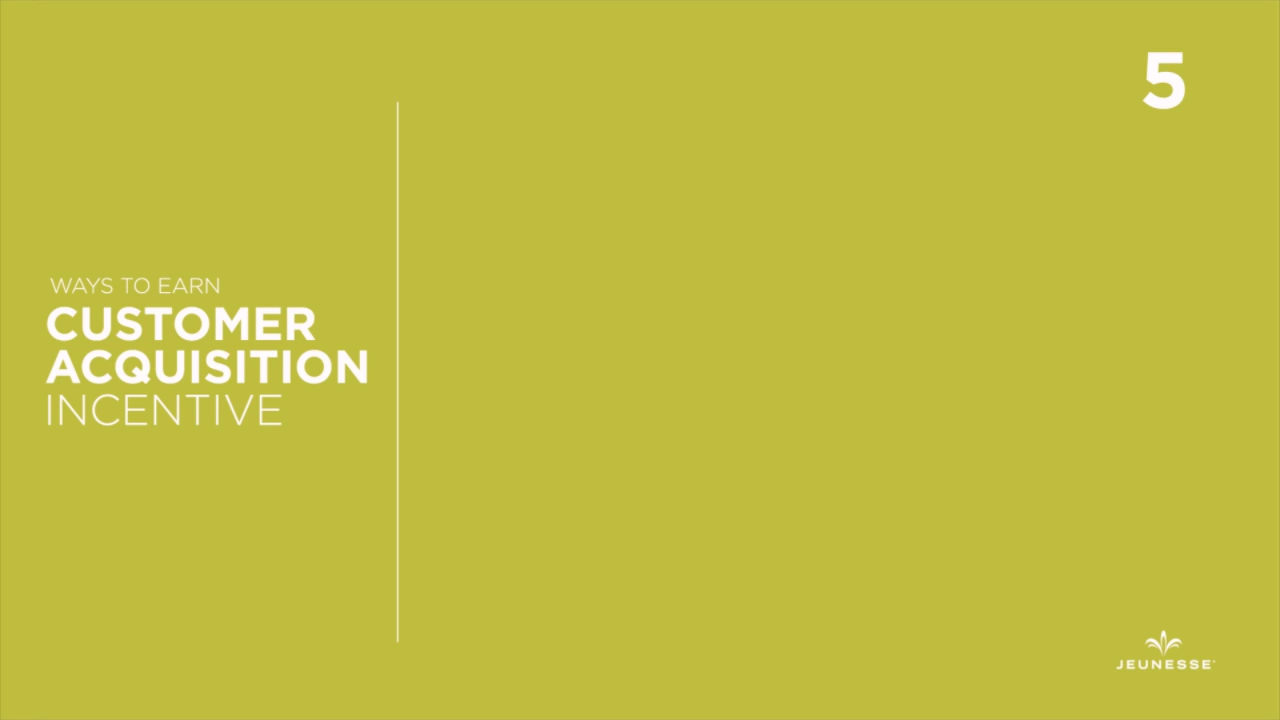 5
WAYS TO EARN
CUSTOMER
ACQUISITION
INCENTIVE
JEUNESSE